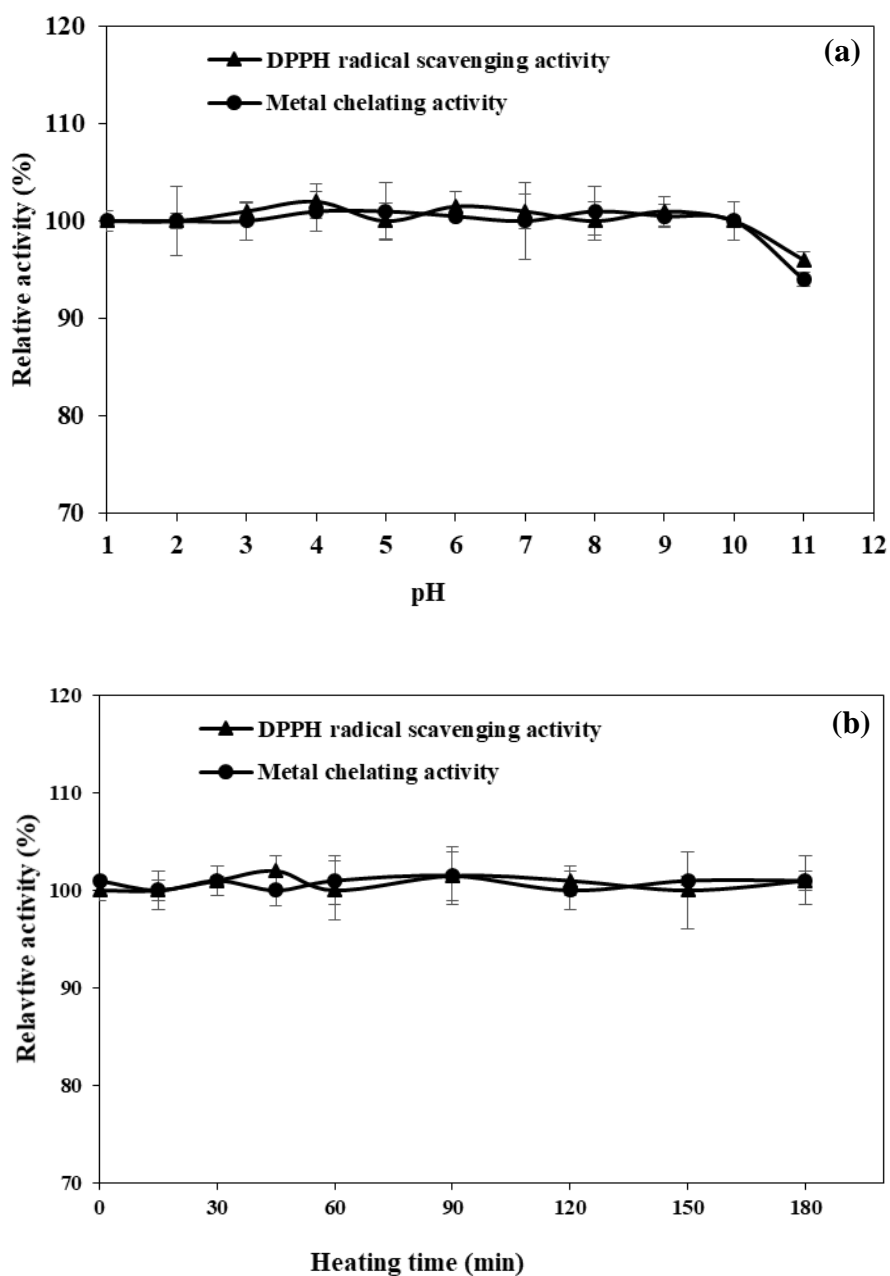 (a)
DPPH radical scavenging activity
Metal chelating activity
Relative activity (%)
120
110
100
90
80
70
1 2 3 4 5 6 7 8 9 10 11 12
pH
(b)
DPPH radical scavenging activity
Metal chelating activity
Relavtive activity (%)
120
110
100
90
80
70
0 30 60 90 120 150 180
Heating time (min)